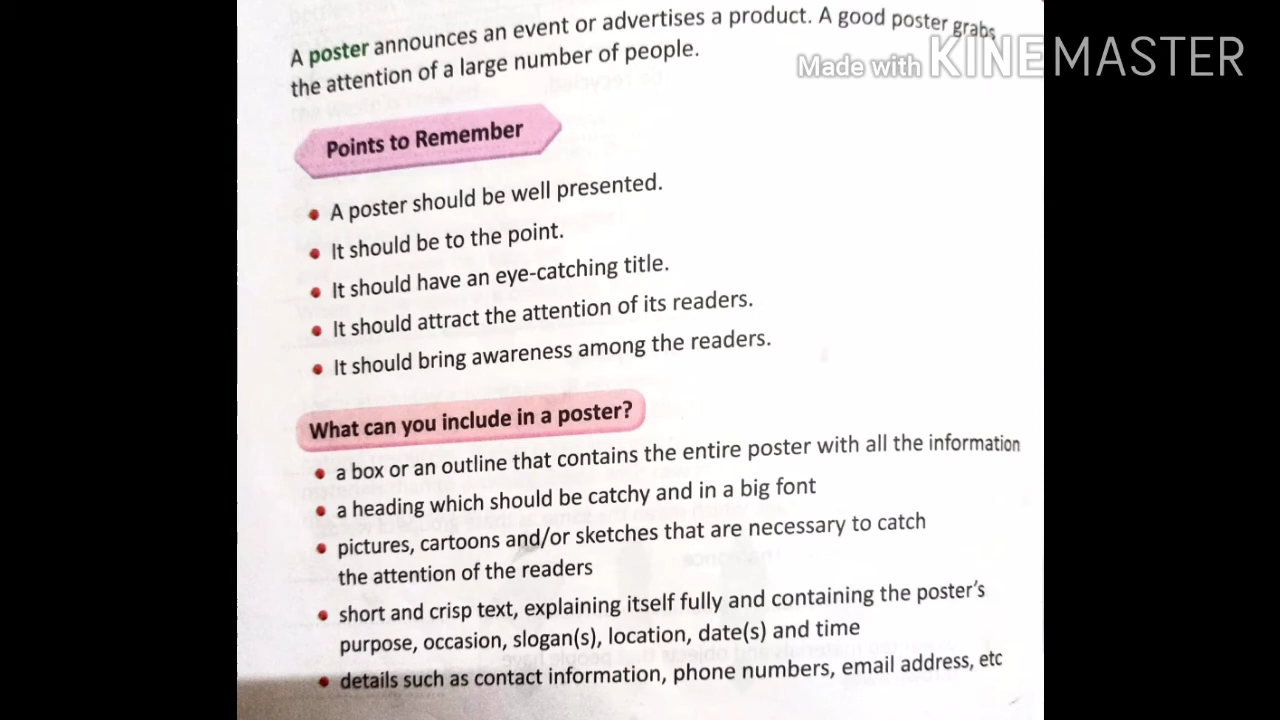 A poster announces an event or advertises a product. A good poster grabs
the attention of a large number of people.
Made with KINEMASTER
Points to Remember
• A poster should be well presented.
• It should be to the point.
• It should have an eye-catching title.
• It should attract the attention of its readers.
• It should bring awareness among the readers.
What can you include in a poster?
• a box or an outline that contains the entire poster with all the information
• a heading which should be catchy and in a big font
• pictures, cartoons and/or sketches that are necessary to catch
the attention of the readers
• short and crisp text, explaining itself fully and containing the poster's
purpose, occasion, slogan(s), location, date(s) and time
• details such as contact information, phone numbers, email address, etc